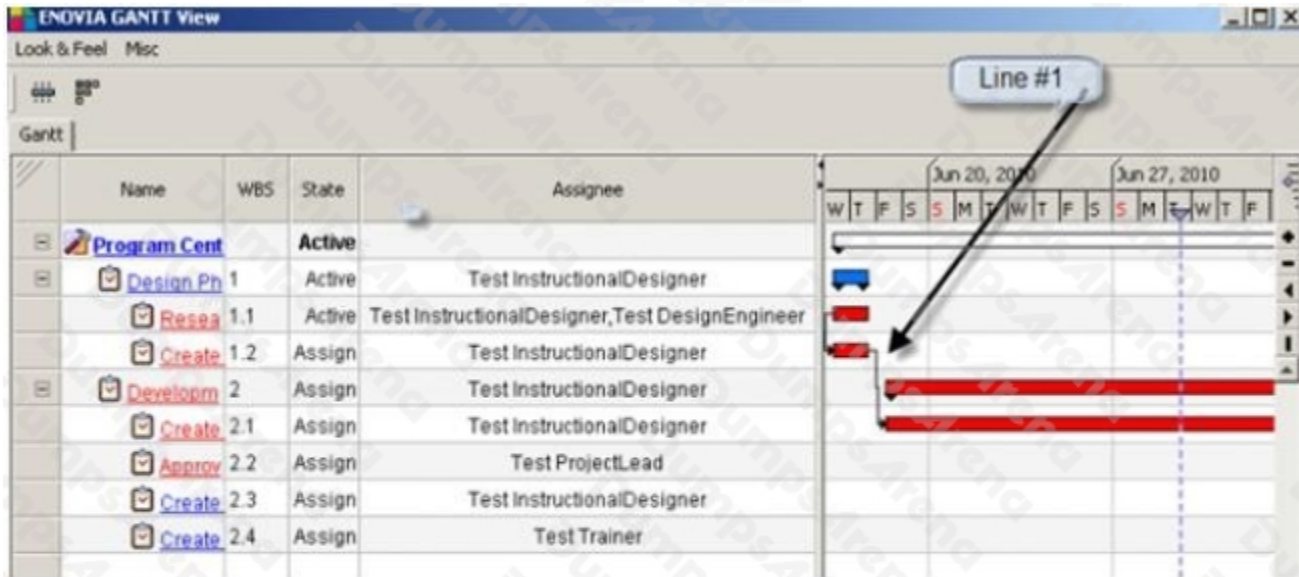 ENOVIA GANTT View
Look & Feel Misc
Line #1
Gantt
Name WBS State Assignee Jun 20, 2010 Jun 27, 2010
W T F S S M T W T F S S M T W T F
Program Cent Active
Design Ph 1 Active Test InstructionalDesigner
Resea 1.1 Active Test InstructionalDesigner,Test DesignEngineer
Create 1.2 Assign Test InstructionalDesigner
Developm 2 Assign Test InstructionalDesigner
Create 2.1 Assign Test InstructionalDesigner
Approv 2.2 Assign Test ProjectLead
Create 2.3 Assign Test InstructionalDesigner
Create 2.4 Assign Test Trainer
DumpsArena